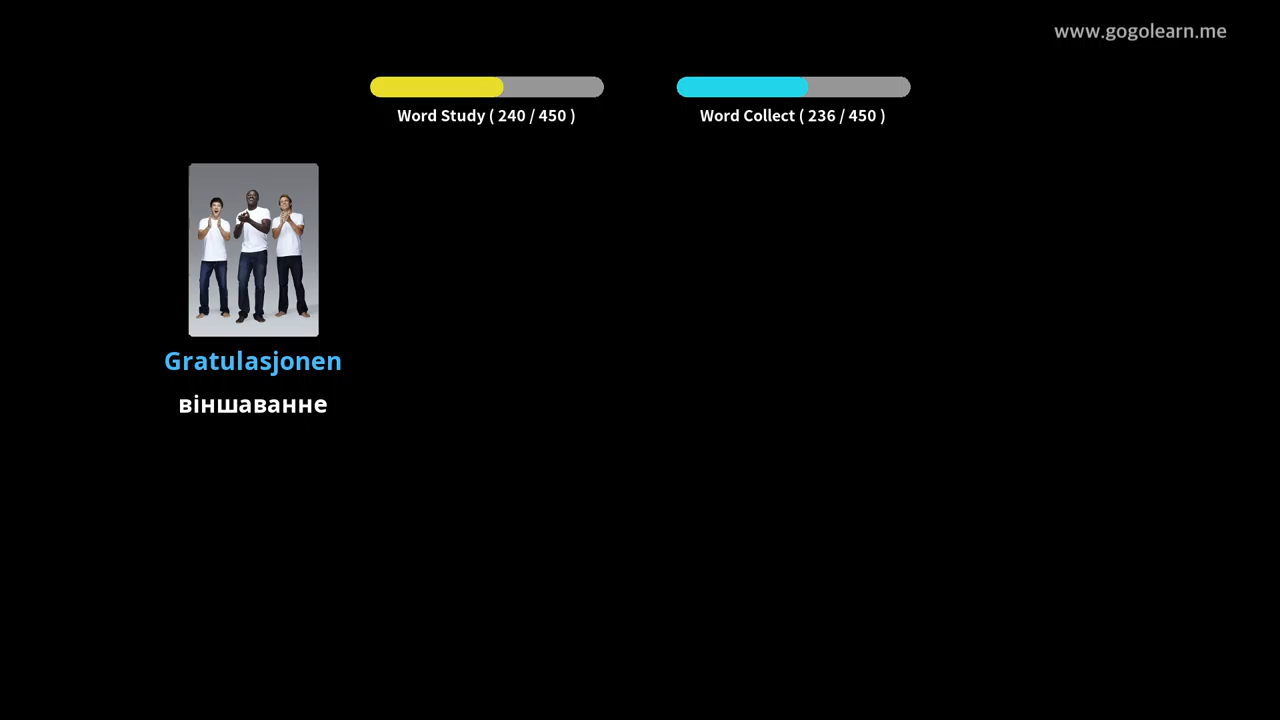 www.gogolearn.me
Word Study ( 240 / 450 )
Word Collect ( 236 / 450 )
Gratulasjonen
віншаванне